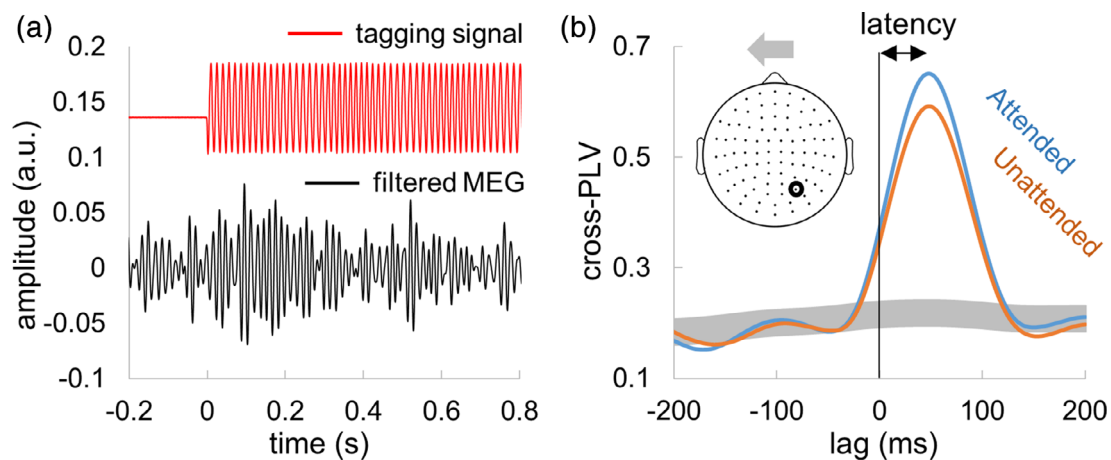 (a)
0.2
0.15
0.1
0.05
0
-0.05
-0.1
amplitude (a.u.)
tagging signal
filtered MEG
-0.2 0 0.2 0.4 0.6 0.8
time (s)
(b)
latency
0.7
0.5
0.3
0.1
cross-PLV
Attended
Unattended
-200 -100 0 100 200
lag (ms)